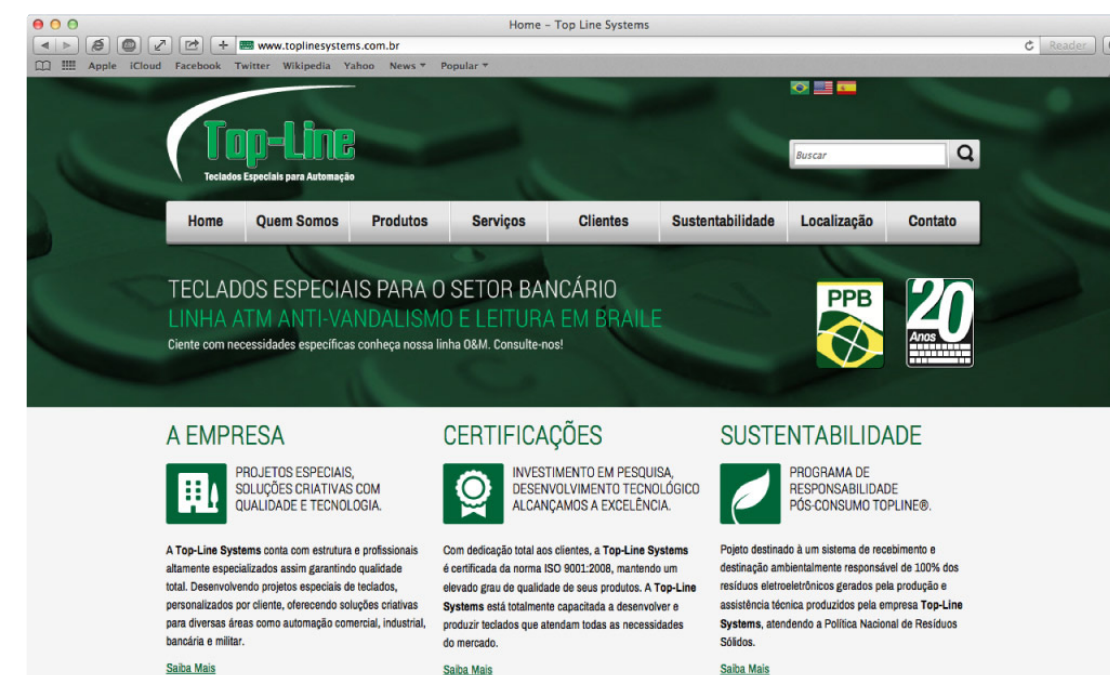 Home – Top Line Systems
www.toplinesystems.com.br
Reader
Apple iCloud Facebook Twitter Wikipedia Yahoo News Popular
Top-Line
Teclados Especiais para Automação
Buscar
Home Quem Somos Produtos Serviços Clientes Sustentabilidade Localização Contato
TECLADOS ESPECIAIS PARA O SETOR BANCÁRIO
LINHA ATM ANTI-VANDALISMO E LEITURA EM BRAILE
Ciente com necessidades específicas conheça nossa linha O&M. Consulte-nos!
PPB
20
Anos
A EMPRESA
PROJETOS ESPECIAIS,
SOLUÇÕES CRIATIVAS COM
QUALIDADE E TECNOLOGIA.
A Top-Line Systems conta com estrutura e profissionais
altamente especializados assim garantindo qualidade
total. Desenvolvendo projetos especiais de teclados,
personalizados por cliente, oferecendo soluções criativas
para diversas áreas como automação comercial, industrial,
bancária e militar.
Saiba Mais
CERTIFICAÇÕES
INVESTIMENTO EM PESQUISA,
DESENVOLVIMENTO TECNOLÓGICO
ALCANÇAMOS A EXCELÊNCIA.
Com dedicação total aos clientes, a Top-Line Systems
é certificada da norma ISO 9001:2008, mantendo um
elevado grau de qualidade de seus produtos. A Top-Line
Systems está totalmente capacitada a desenvolver e
produzir teclados que atendam todas as necessidades
do mercado.
Saiba Mais
SUSTENTABILIDADE
PROGRAMA DE
RESPONSABILIDADE
PÓS-CONSUMO TOPLINE®.
Pojeto destinado à um sistema de recebimento e
destinação ambientalmente responsável de 100% dos
resíduos eletroeletrônicos gerados pela produção e
assistência técnica produzidos pela empresa Top-Line
Systems, atendendo a Política Nacional de Resíduos
Sólidos.
Saiba Mais